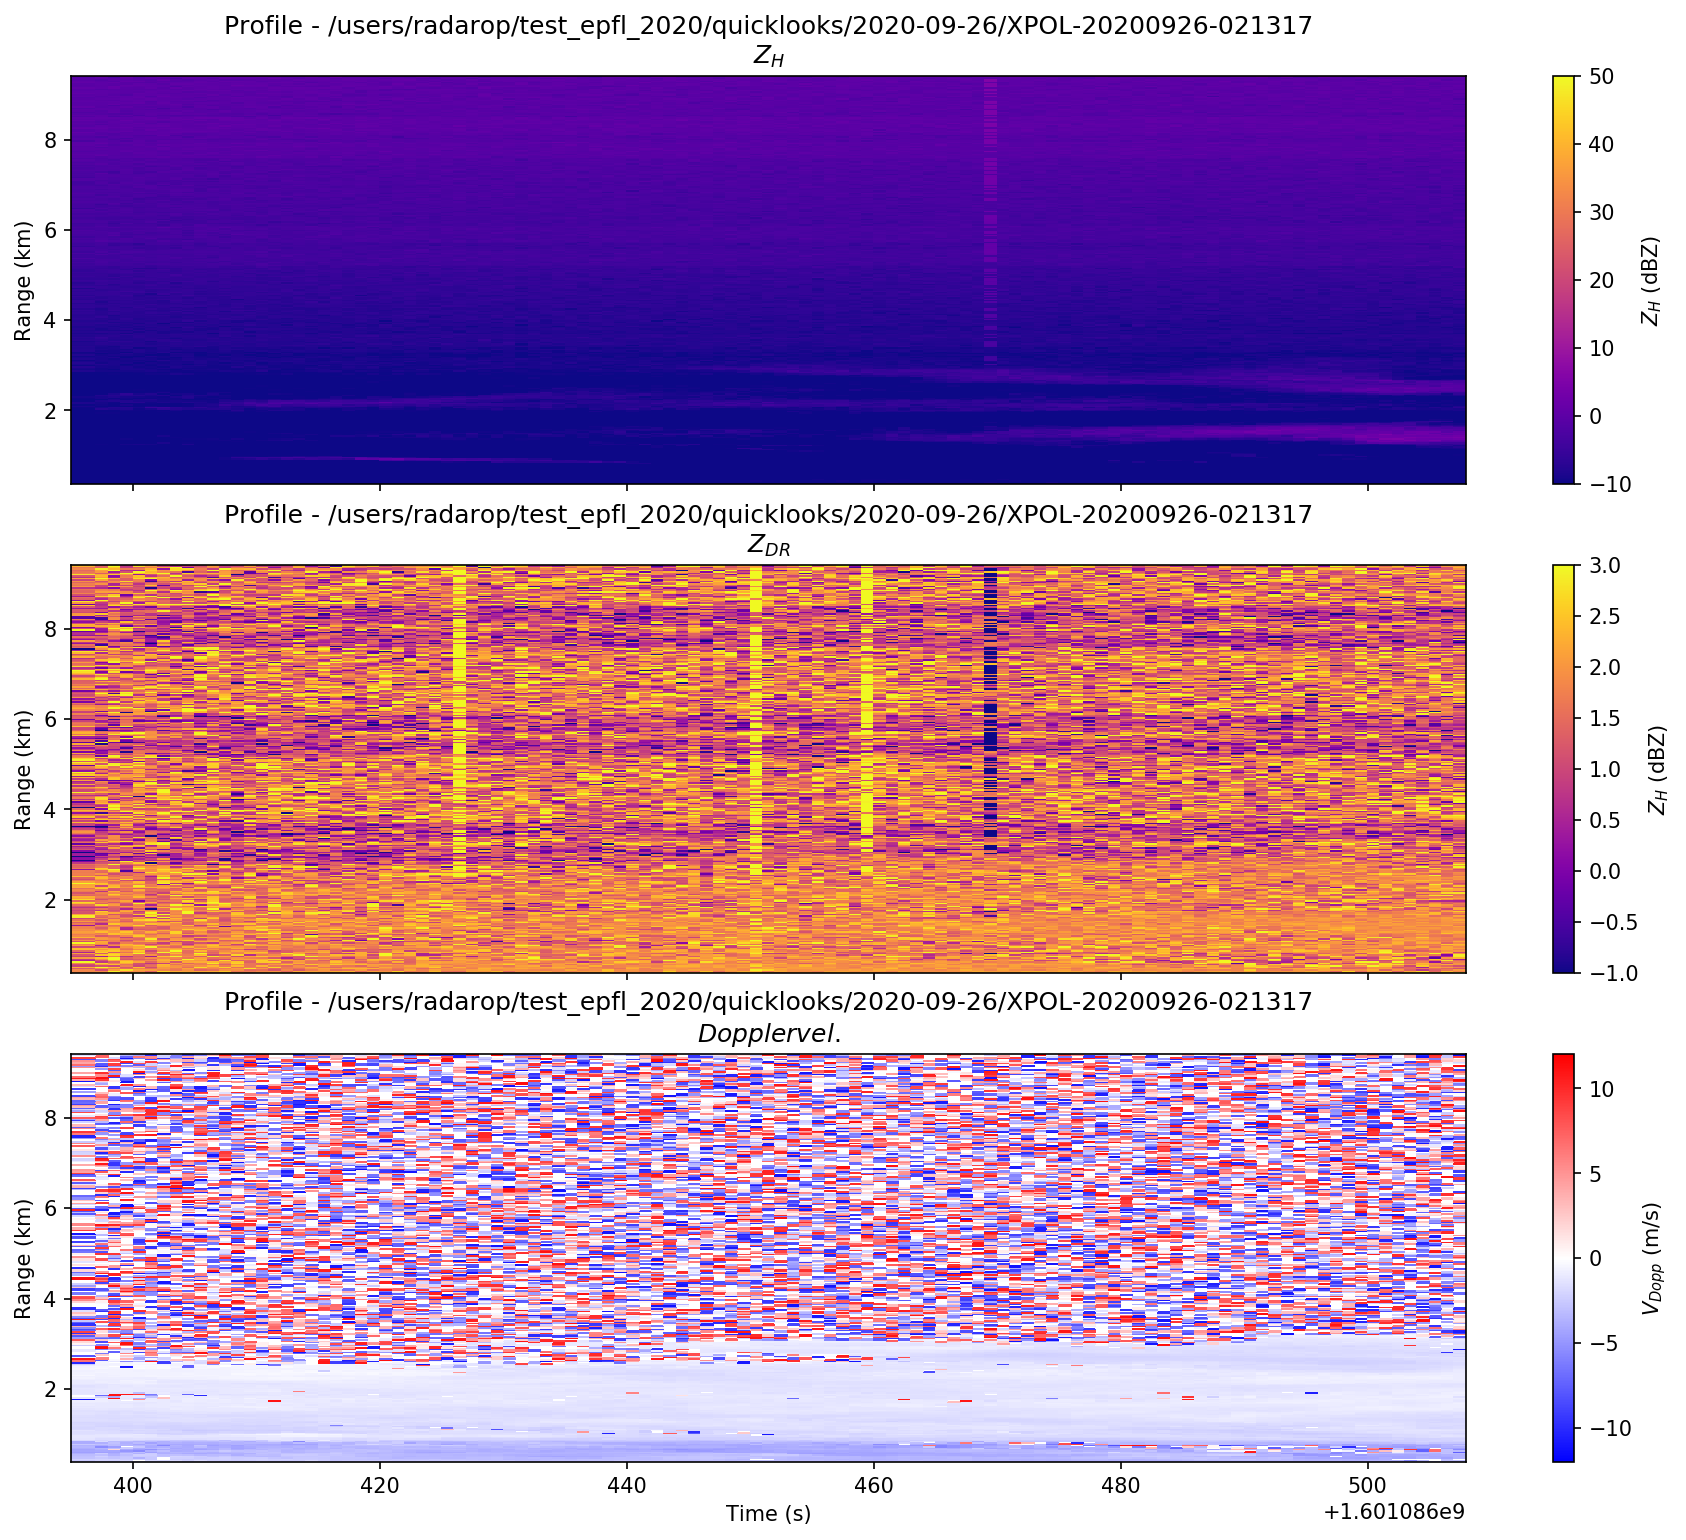 Profile - /users/radarop/test_epfl_2020/quicklooks/2020-09-26/XPOL-20200926-021317
Z_H
8
6
4
2
Range (km)
50
40
30
20
10
0
−10
Z_H (dBZ)
Profile - /users/radarop/test_epfl_2020/quicklooks/2020-09-26/XPOL-20200926-021317
Z_DR
8
6
4
2
Range (km)
3.0
2.5
2.0
1.5
1.0
0.5
0.0
−0.5
−1.0
Z_H (dBZ)
Profile - /users/radarop/test_epfl_2020/quicklooks/2020-09-26/XPOL-20200926-021317
Dopplervel.
8
6
4
2
Range (km)
10
5
0
−5
−10
V_Dopp (m/s)
400 420 440 460 480 500
Time (s)
+1.601086e9